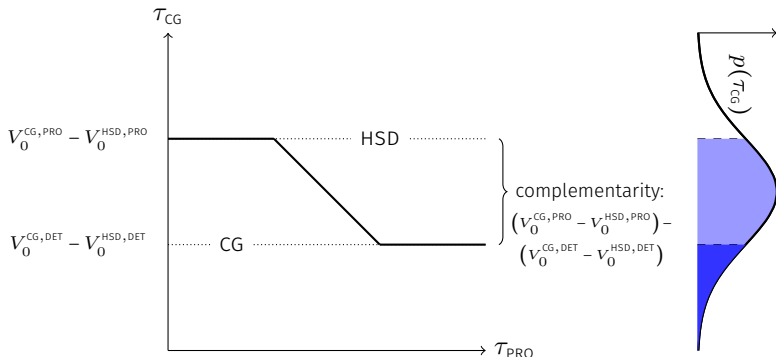 τ_CG
V_0^{CG,PRO} − V_0^{HSD,PRO}
HSD
complementarity:
(V_0^{CG,PRO} − V_0^{HSD,PRO}) −
(V_0^{CG,DET} − V_0^{HSD,DET})
V_0^{CG,DET} − V_0^{HSD,DET}
CG
τ_PRO
p(τ_CG)